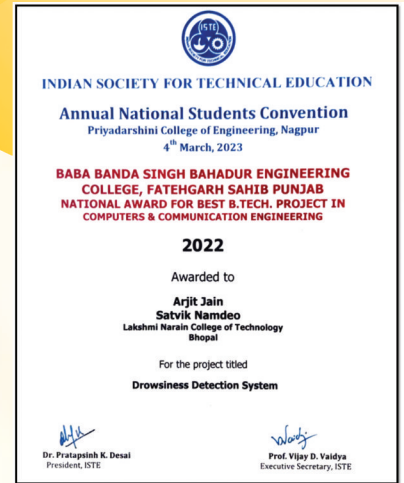 ISTE
INDIAN SOCIETY FOR TECHNICAL EDUCATION
Annual National Students Convention
Priyadarshini College of Engineering, Nagpur
4th March, 2023
BABA BANDA SINGH BAHADUR ENGINEERING
COLLEGE, FATEHGARH SAHIB PUNJAB
NATIONAL AWARD FOR BEST B.TECH. PROJECT IN
COMPUTERS & COMMUNICATION ENGINEERING
2022
Awarded to
Arjit Jain
Satvik Namdeo
Lakshmi Narain College of Technology
Bhopal
For the project titled
Drowsiness Detection System
Dr. Pratapsinh K. Desai
President, ISTE
Prof. Vijay D. Vaidya
Executive Secretary, ISTE